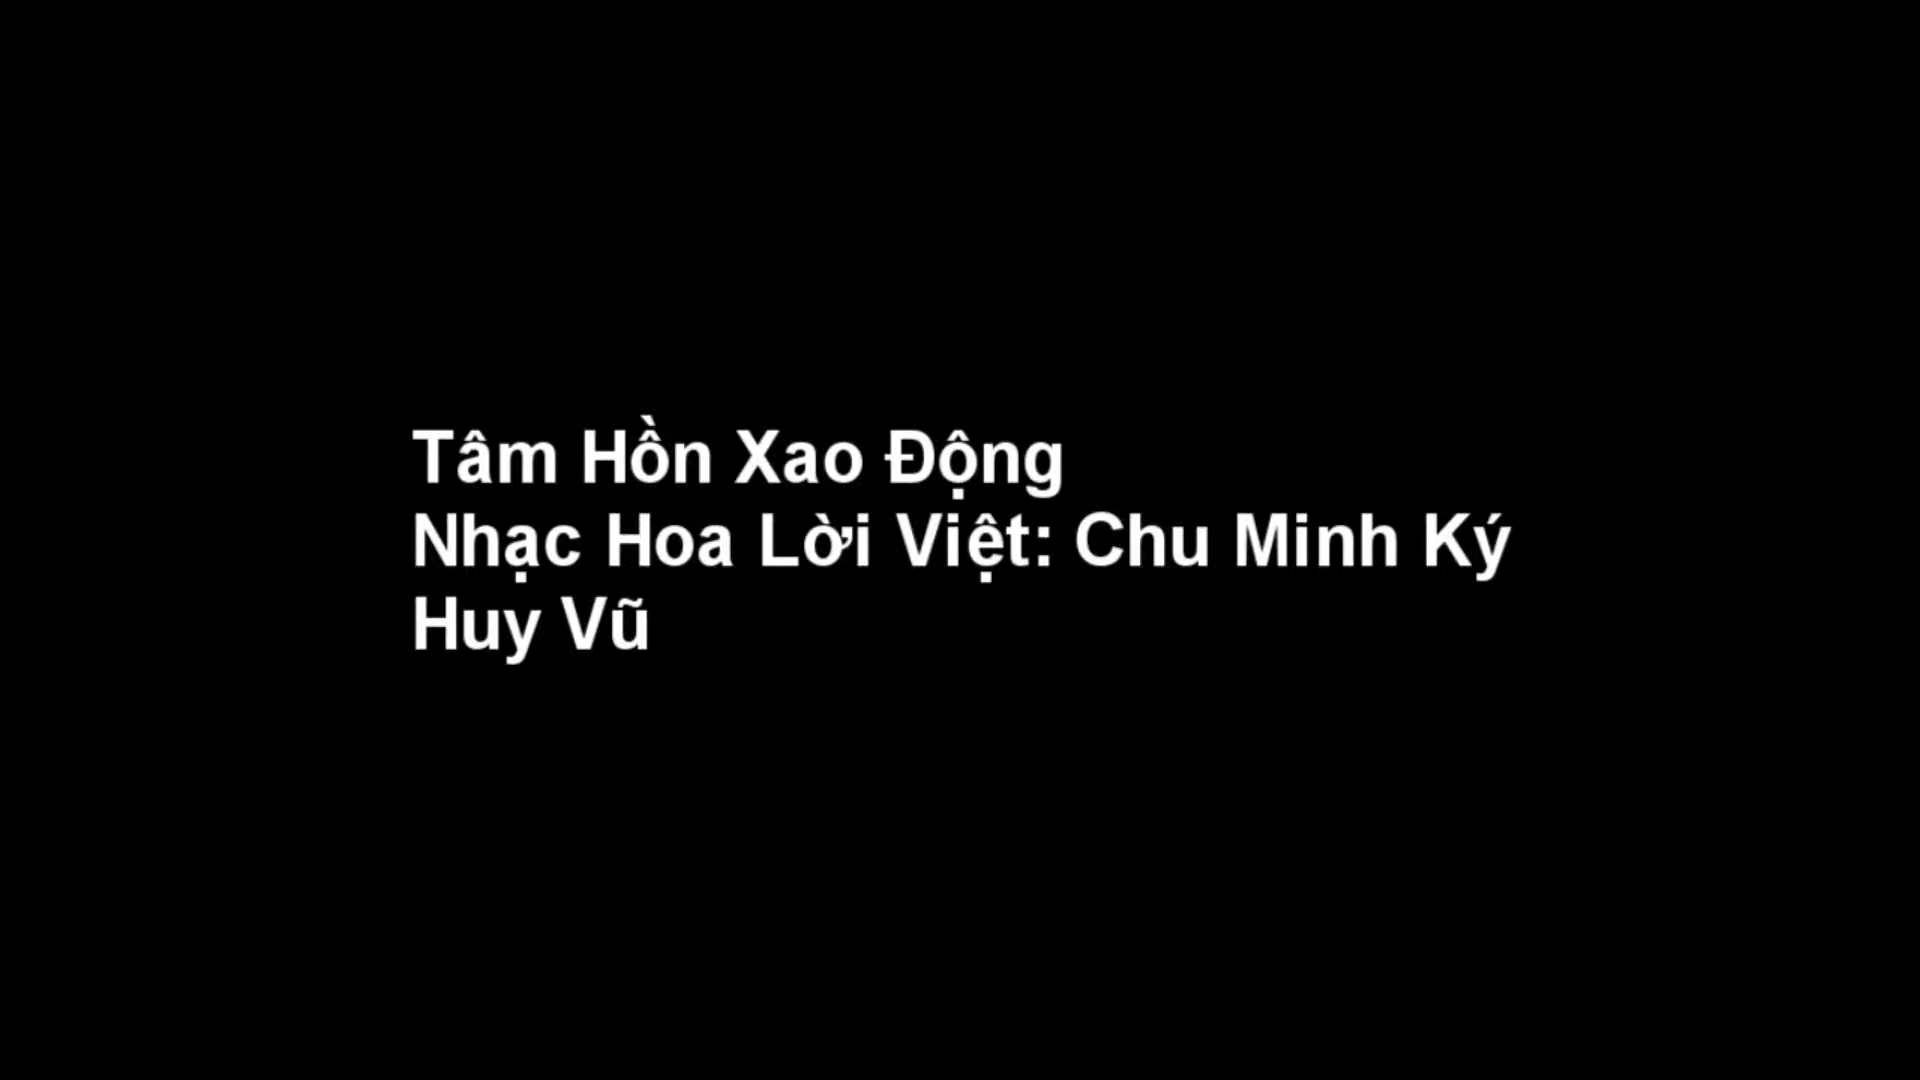 Tâm Hồn Xao Động
Nhạc Hoa Lời Việt: Chu Minh Ký
Huy Vũ